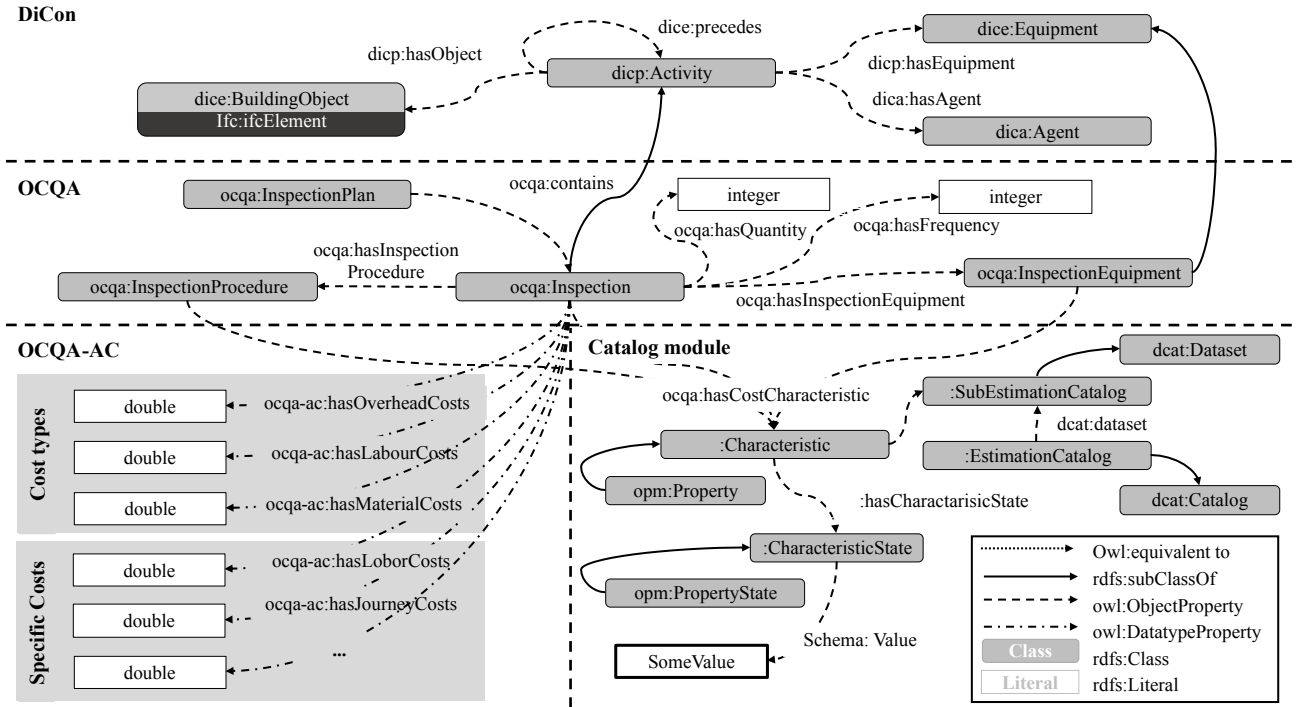 DiCon
dice:precedes
dice:Equipment
dicp:hasObject
dicp:Activity
dicp:hasEquipment
dice:BuildingObject
Ifc:ifcElement
dica:hasAgent
dica:Agent
OCQA
ocqa:InspectionPlan
ocqa:contains
integer
integer
ocqa:hasQuantity
ocqa:hasFrequency
ocqa:hasInspection
Procedure
ocqa:InspectionProcedure
ocqa:Inspection
ocqa:InspectionEquipment
ocqa:hasInspectionEquipment
OCQA-AC
Catalog module
dcat:Dataset
Cost types
double
ocqa-ac:hasOverheadCosts
double
ocqa-ac:hasLabourCosts
double
ocqa-ac:hasMaterialCosts
Specific Costs
double
ocqa-ac:hasLoborCosts
double
ocqa-ac:hasJourneyCosts
double
...
ocqa:hasCostCharacteristic
:SubEstimationCatalog
dcat:dataset
:Characteristic
:EstimationCatalog
opm:Property
:hasCharactarisicState
dcat:Catalog
:CharacteristicState
opm:PropertyState
Schema: Value
SomeValue
Owl:equivalent to
rdfs:subClassOf
owl:ObjectProperty
owl:DatatypeProperty
Class
rdfs:Class
Literal
rdfs:Literal